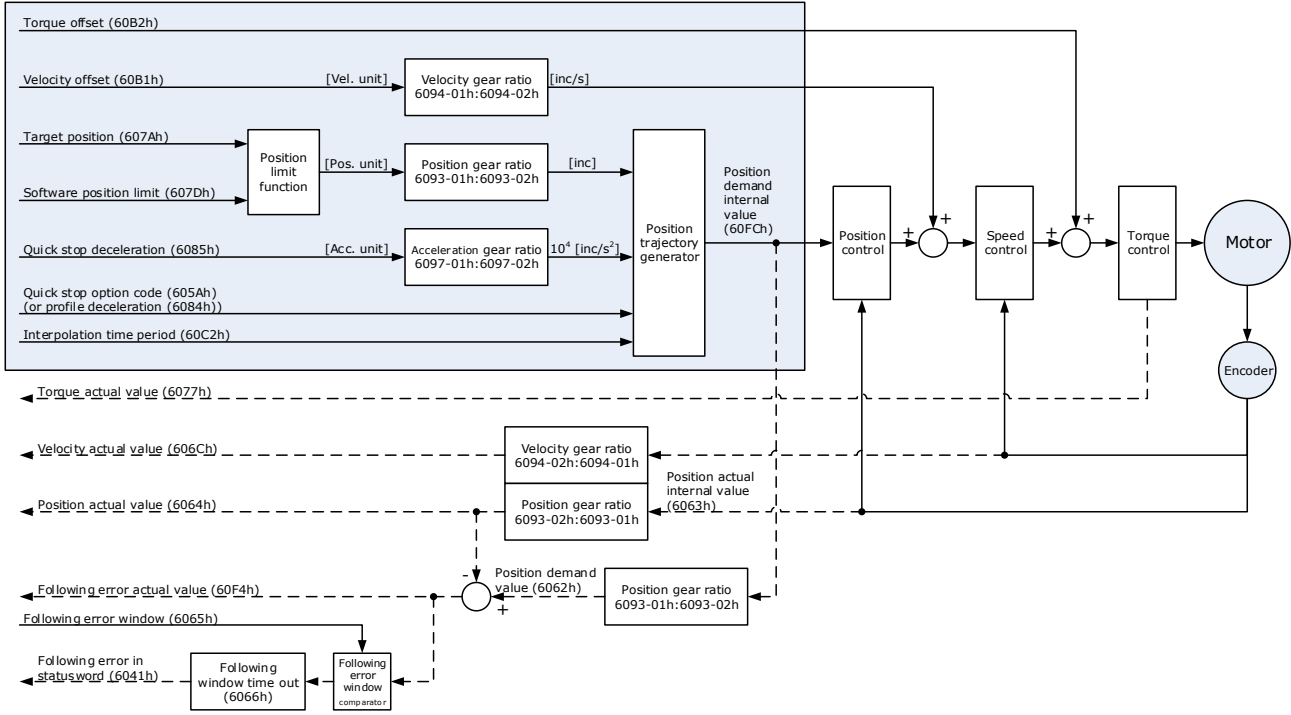 Torque offset (60B2h)
Velocity offset (60B1h)
[Vel. unit]
Velocity gear ratio
6094-01h:6094-02h
[inc/s]
Target position (607Ah)
Software position limit (607Dh)
Position
limit
function
[Pos. unit]
Position gear ratio
6093-01h:6093-02h
[inc]
Quick stop deceleration (6085h)
[Acc. unit]
Acceleration gear ratio
6097-01h:6097-02h
10⁴ [inc/s²]
Quick stop option code (605Ah)
(or profile deceleration (6084h))
Interpolation time period (60C2h)
Position
trajectory
generator
Position
demand
internal
value
(60FCh)
Position
control
+
+
Speed
control
+
+
Torque
control
Motor
Encoder
Torque actual value (6077h)
Velocity actual value (606Ch)
Velocity gear ratio
6094-02h:6094-01h
Position actual value (6064h)
Position gear ratio
6093-02h:6093-01h
Position actual
internal value
(6063h)
Following error actual value (60F4h)
-
+
Position demand
value (6062h)
Position gear ratio
6093-01h:6093-02h
Following error window (6065h)
Following error in
statusword (6041h)
Following
window time out
(6066h)
Following
error
window
comparator